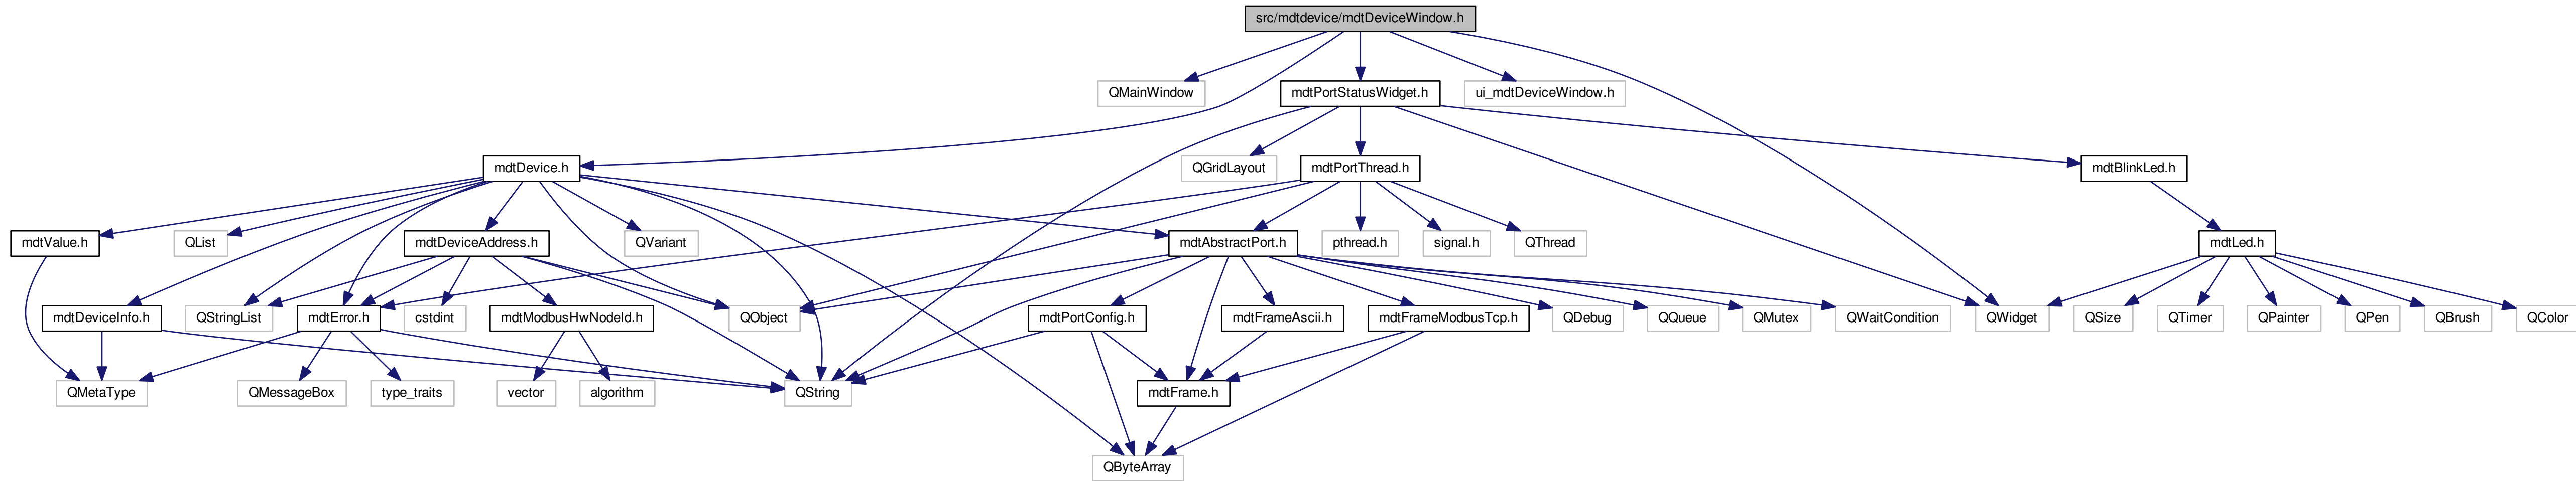 src/mdtdevice/mdtDeviceWindow.h
QMainWindow
mdtPortStatusWidget.h
ui_mdtDeviceWindow.h
mdtDevice.h
QGridLayout
mdtPortThread.h
mdtBlinkLed.h
mdtValue.h
QList
mdtDeviceAddress.h
QVariant
mdtAbstractPort.h
pthread.h
signal.h
QThread
mdtLed.h
mdtDeviceInfo.h
QStringList
mdtError.h
cstdint
mdtModbusHwNodeId.h
QObject
mdtPortConfig.h
mdtFrameAscii.h
mdtFrameModbusTcp.h
QDebug
QQueue
QMutex
QWaitCondition
QWidget
QSize
QTimer
QPainter
QPen
QBrush
QColor
QMetaType
QMessageBox
type_traits
vector
algorithm
QString
mdtFrame.h
QByteArray